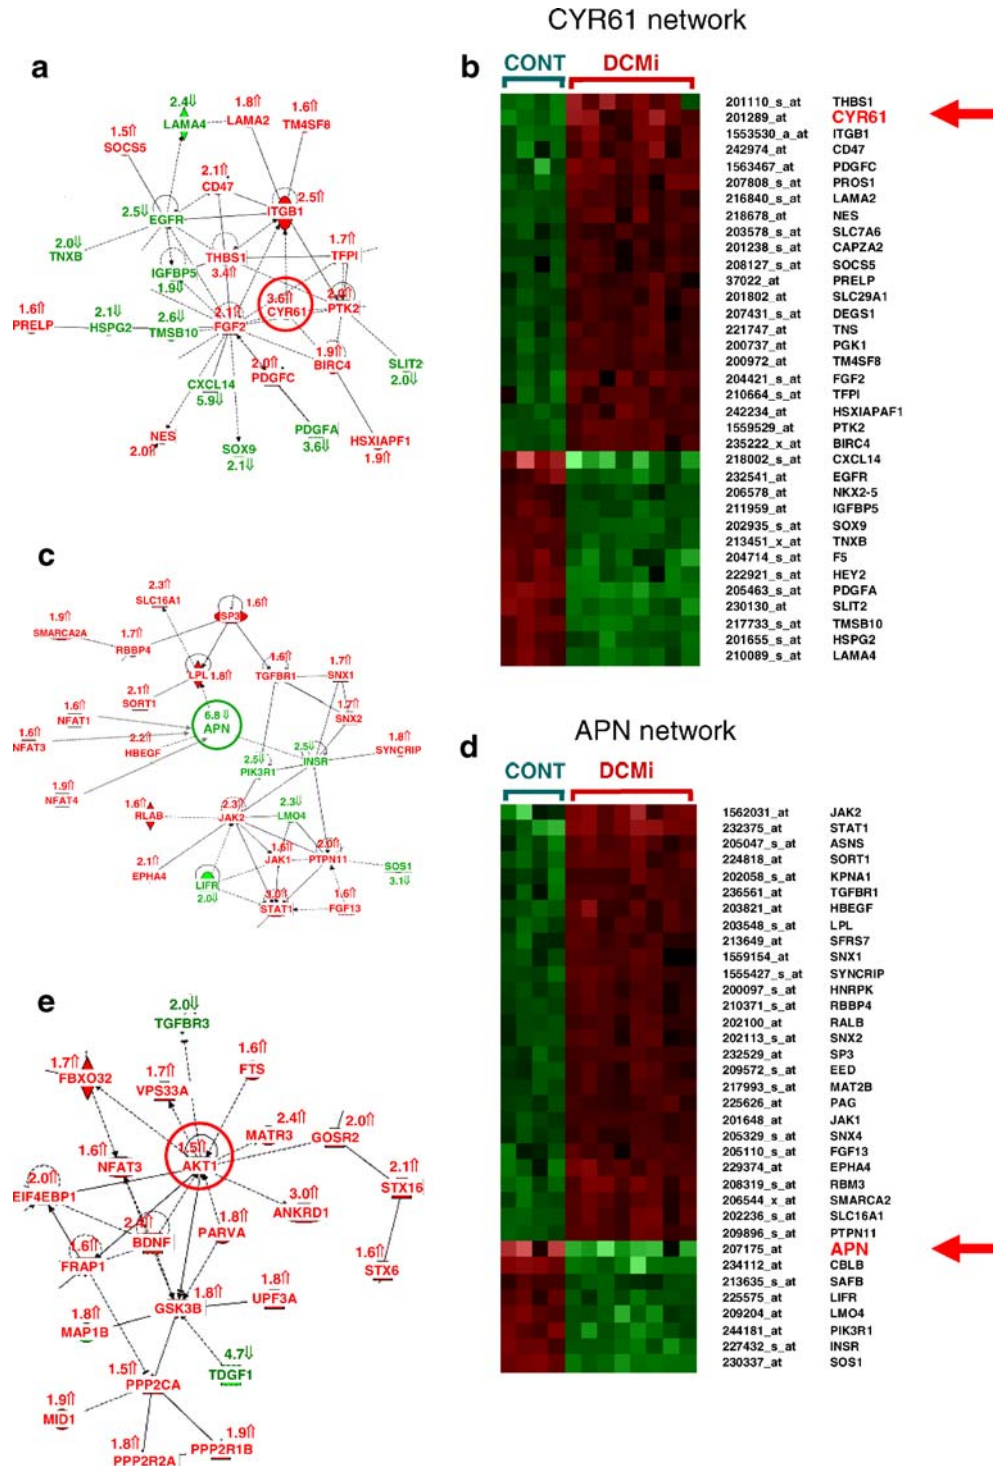 CYR61 network
a
2.4⇓
LAMA4
1.8⇑
LAMA2
1.6⇑
TM4SF8
1.5⇑
SOCS5
2.1⇑
CD47
2.5⇑
ITGB1
2.5⇓
EGFR
2.0⇓
TNXB
1.7⇑
TFPI
THBS1
3.4⇑
IGFBP5
1.9⇓
3.6⇑
CYR61
2.0⇑
PTK2
1.6⇑
PRELP
2.1⇓
HSPG2
2.6⇓
TMSB10
2.1⇑
FGF2
1.9⇑
BIRC4
2.0⇑
PDGFC
SLIT2
2.0⇓
CXCL14
5.9⇓
NES
2.0⇑
SOX9
2.1⇓
PDGFA
3.6⇓
HSXIAPF1
1.9⇑
b
CONT DCMi
201110_s_at THBS1
201289_at CYR61
1553530_a_at ITGB1
242974_at CD47
1563467_at PDGFC
207808_s_at PROS1
216840_s_at LAMA2
218678_at NES
203578_s_at SLC7A6
201238_s_at CAPZA2
208127_s_at SOCS5
37022_at PRELP
201802_at SLC29A1
207431_s_at DEGS1
221747_at TNS
200737_at PGK1
200972_at TM4SF8
204421_s_at FGF2
210664_s_at TFPI
242234_at HSXIAPAF1
1559529_at PTK2
235222_x_at BIRC4
218002_s_at CXCL14
232541_at EGFR
206578_at NKX2-5
211959_at IGFBP5
202935_s_at SOX9
213451_x_at TNXB
204714_s_at F5
222921_s_at HEY2
205463_s_at PDGFA
230130_at SLIT2
217733_s_at TMSB10
201655_s_at HSPG2
210089_s_at LAMA4
c
2.3⇑
SLC16A1
1.6⇑
SP3
1.9⇑
SMARCA2A
1.7⇑
RBBP4
LPL 1.8⇑
1.6⇑
TGFBR1
1.7⇑
SNX1
2.1⇑
SORT1
1.7⇑
SNX2
1.6⇑
NFAT1
6.8⇓
APN
1.6⇑
NFAT3
2.2⇑
HBEGF
1.8⇑
SYNCRIP
2.5⇓
INSR
2.5⇓
PIK3R1
1.9⇑
NFAT4
1.6⇑
RLAB
2.3⇑
JAK2
2.3⇓
LMO4
2.1⇑
EPHA4
1.6⇑
JAK1
2.0⇑
PTPN11
SOS1
3.1⇓
LIFR
2.0⇓
3.0⇑
STAT1
1.6⇑
FGF13
APN network
d
CONT DCMi
1562031_at JAK2
232375_at STAT1
205047_s_at ASNS
224818_at SORT1
202058_s_at KPNA1
236561_at TGFBR1
203821_at HBEGF
203548_s_at LPL
213649_at SFRS7
1559154_at SNX1
1555427_s_at SYNCRIP
200097_s_at HNRPK
210371_s_at RBBP4
202100_at RALB
202113_s_at SNX2
232529_at SP3
209572_s_at EED
217993_s_at MAT2B
225626_at PAG
201648_at JAK1
205329_s_at SNX4
205110_s_at FGF13
229374_at EPHA4
208319_s_at RBM3
206544_x_at SMARCA2
202236_s_at SLC16A1
209896_s_at PTPN11
207175_at APN
234112_at CBLB
213635_s_at SAFB
225575_at LIFR
209204_at LMO4
244181_at PIK3R1
227432_s_at INSR
230337_at SOS1
e
2.0⇓
TGFBR3
1.7⇑
FBXO32
1.7⇑
VPS33A
1.6⇑
FTS
1.5⇑
AKT1
2.4⇑
MATR3
2.0⇑
GOSR2
1.6⇑
NFAT3
2.0⇑
EIF4EBP1
2.1⇑
STX16
3.0⇑
ANKRD1
2.4⇑
BDNF
1.8⇑
PARVA
1.6⇑
FRAP1
1.6⇑
STX6
1.8⇑
GSK3B
1.8⇑
UPF3A
1.8⇑
MAP1B
4.7⇓
TDGF1
1.5⇑
PPP2CA
1.9⇑
MID1
1.8⇑
PPP2R2A
1.9⇑
PPP2R1B